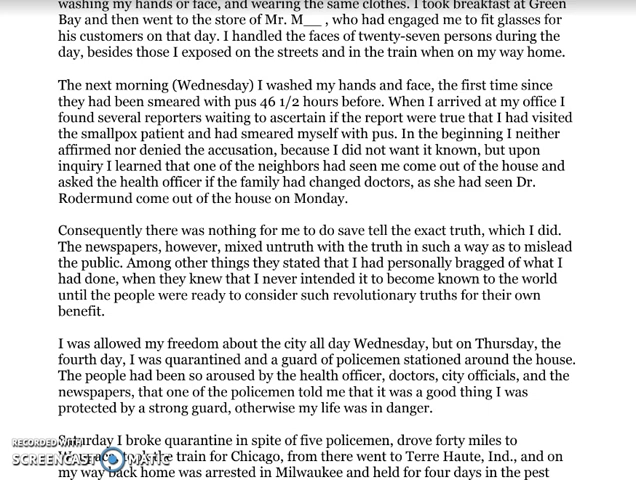 washing my hands or face, and wearing the same clothes. I took breakfast at Green
Bay and then went to the store of Mr. M__ , who had engaged me to fit glasses for
his customers on that day. I handled the faces of twenty-seven persons during the
day, besides those I exposed on the streets and in the train when on my way home.
The next morning (Wednesday) I washed my hands and face, the first time since
they had been smeared with pus 46 1/2 hours before. When I arrived at my office I
found several reporters waiting to ascertain if the report were true that I had visited
the smallpox patient and had smeared myself with pus. In the beginning I neither
affirmed nor denied the accusation, because I did not want it known, but upon
inquiry I learned that one of the neighbors had seen me come out of the house and
asked the health officer if the family had changed doctors, as she had seen Dr.
Rodermund come out of the house on Monday.
Consequently there was nothing for me to do save tell the exact truth, which I did.
The newspapers, however, mixed untruth with the truth in such a way as to mislead
the public. Among other things they stated that I had personally bragged of what I
had done, when they knew that I never intended it to become known to the world
until the people were ready to consider such revolutionary truths for their own
benefit.
I was allowed my freedom about the city all day Wednesday, but on Thursday, the
fourth day, I was quarantined and a guard of policemen stationed around the house.
The people had been so aroused by the health officer, doctors, city officials, and the
newspapers, that one of the policemen told me that it was a good thing I was
protected by a strong guard, otherwise my life was in danger.
Saturday I broke quarantine in spite of five policemen, drove forty miles to
the train for Chicago, from there went to Terre Haute, Ind., and on
my way back home was arrested in Milwaukee and held for four days in the pest
RECORDED WITH
SCREENCAST MATIC